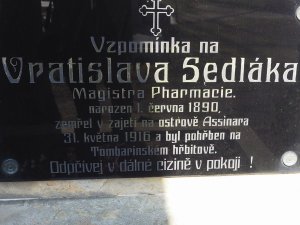 Vzpomínka na
Vratislava Sedláka
Magistra Pharmacie.
narozen 1. června 1890,
zemřel v zajetí na ostrově Assinara
31. května 1916 a byl pohřben na
Tombarinském hřbitově.
Odpčivej v dálné cizině v pokoji !